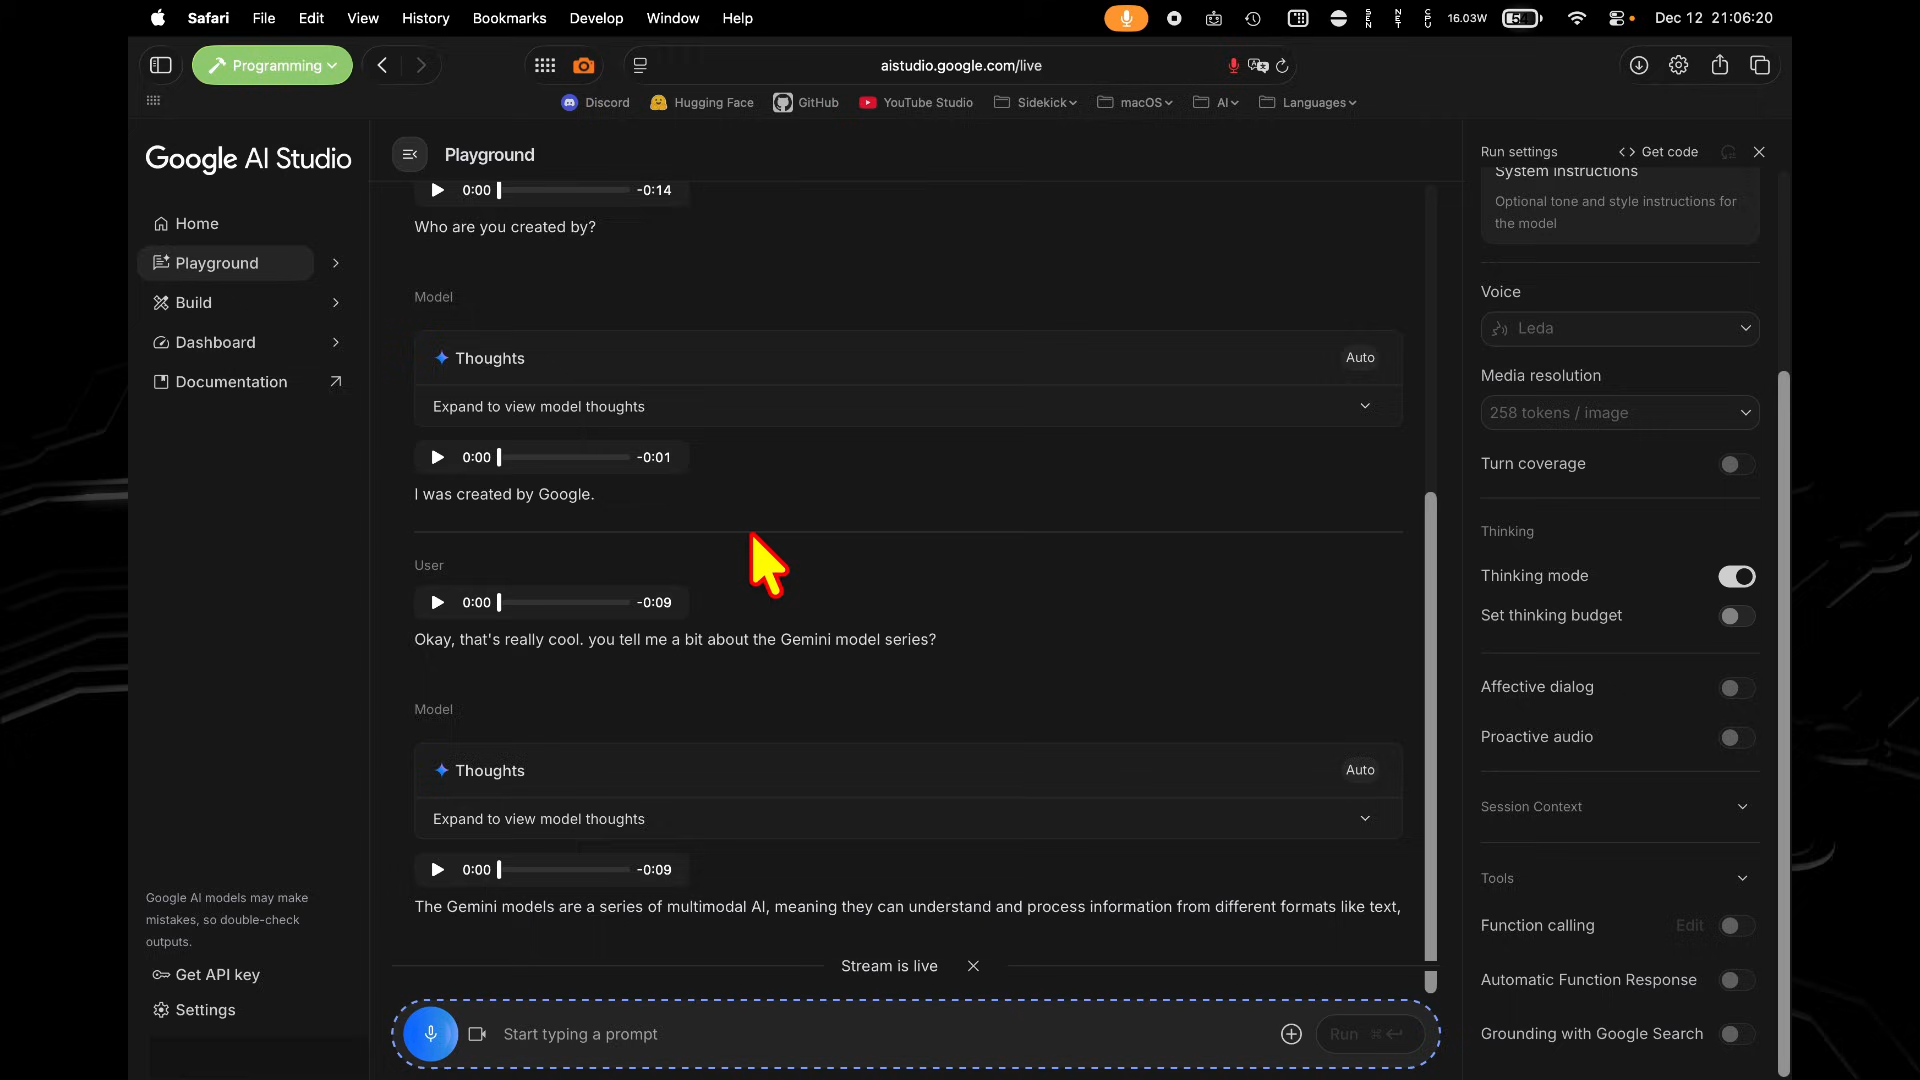 Safari File Edit View History Bookmarks Develop Window Help SEN NET CPU 16.03W 54 Dec 12 21:06:20
Programming aistudio.google.com/live
Discord Hugging Face GitHub YouTube Studio Sidekick macOS AI Languages
Google AI Studio
Home
Playground
Build
Dashboard
Documentation
Google AI models may make
mistakes, so double-check
outputs.
Get API key
Settings
Playground
0:00 -0:14
Who are you created by?
Model
Thoughts Auto
Expand to view model thoughts
0:00 -0:01
I was created by Google.
User
0:00 -0:09
Okay, that's really cool. you tell me a bit about the Gemini model series?
Model
Thoughts Auto
Expand to view model thoughts
0:00 -0:09
The Gemini models are a series of multimodal AI, meaning they can understand and process information from different formats like text,
Stream is live
Start typing a prompt Run ⌘↵
Run settings <> Get code
System instructions
Optional tone and style instructions for
the model
Voice
Leda
Media resolution
258 tokens / image
Turn coverage
Thinking
Thinking mode
Set thinking budget
Affective dialog
Proactive audio
Session Context
Tools
Function calling Edit
Automatic Function Response
Grounding with Google Search